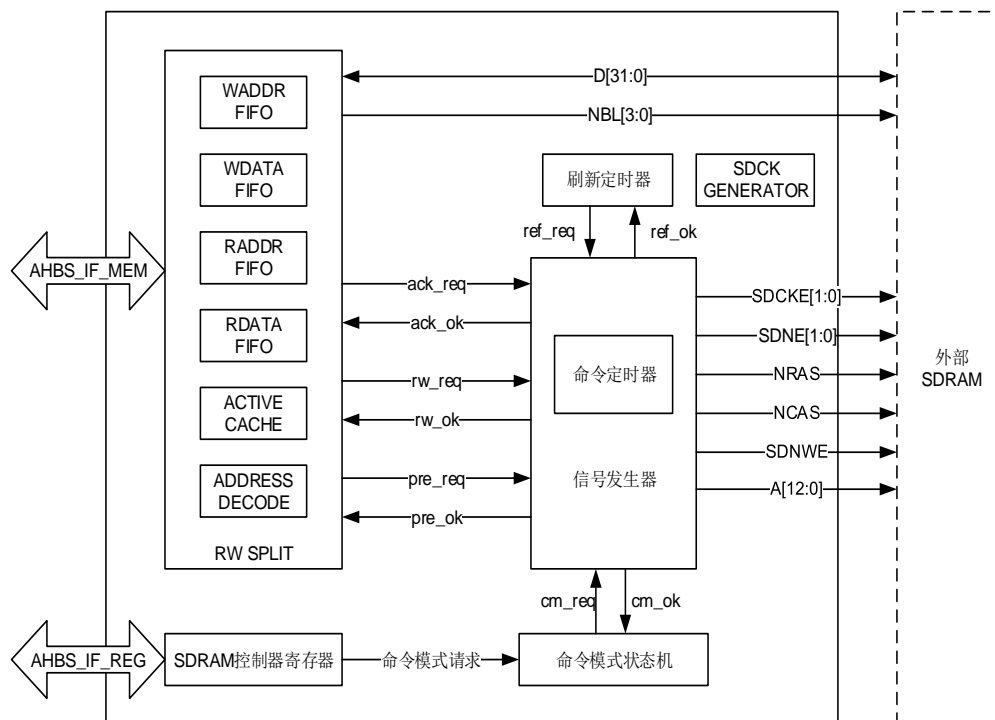 D[31:0]
WADDR
FIFO
NBL[3:0]
WDATA
FIFO
刷新定时器
SDCK
GENERATOR
ref_req
ref_ok
RADDR
FIFO
AHBS_IF_MEM
ack_req
SDCKE[1:0]
ack_ok
RDATA
FIFO
SDNE[1:0]
外部
SDRAM
命令定时器
NRAS
rw_req
ACTIVE
CACHE
rw_ok
NCAS
SDNWE
ADDRESS
DECODE
pre_req
信号发生器
A[12:0]
pre_ok
RW SPLIT
cm_req
cm_ok
AHBS_IF_REG
SDRAM控制器寄存器
命令模式请求
命令模式状态机